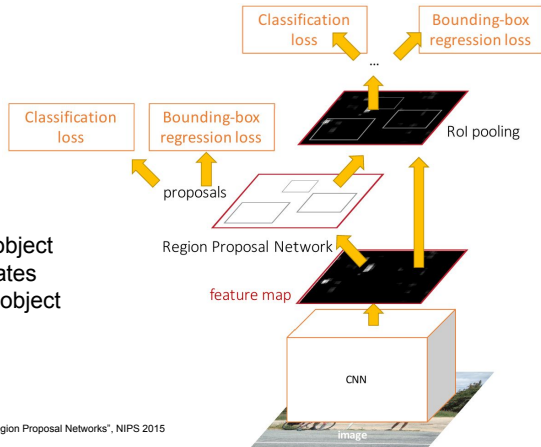 Classification
loss
Bounding-box
regression loss
...
Classification
loss
Bounding-box
regression loss
RoI pooling
proposals
object
Region Proposal Network
ates
object
feature map
CNN
gion Proposal Networks", NIPS 2015
image